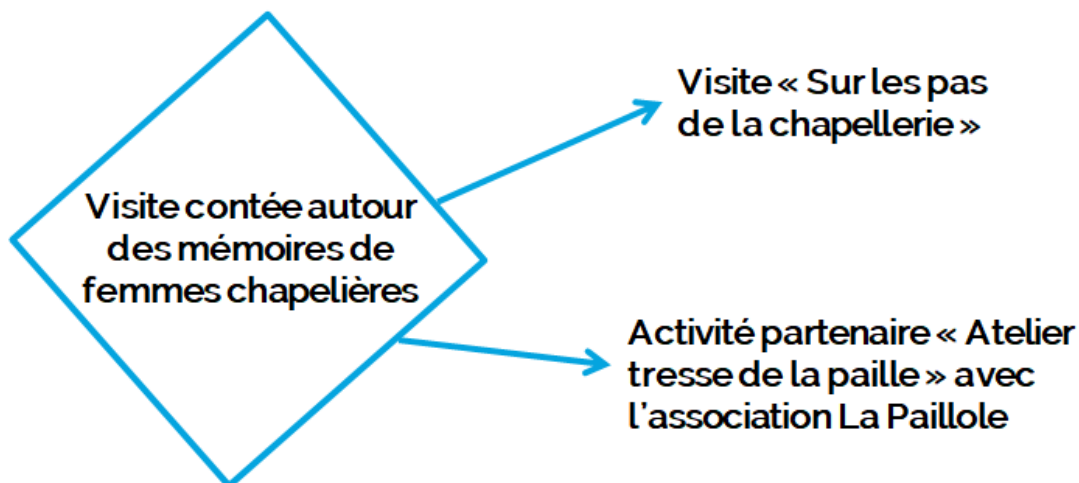 Visite contée autour
des mémoires de
femmes chapelières
Visite « Sur les pas
de la chapellerie »
Activité partenaire « Atelier
tresse de la paille » avec
l'association La Paillole